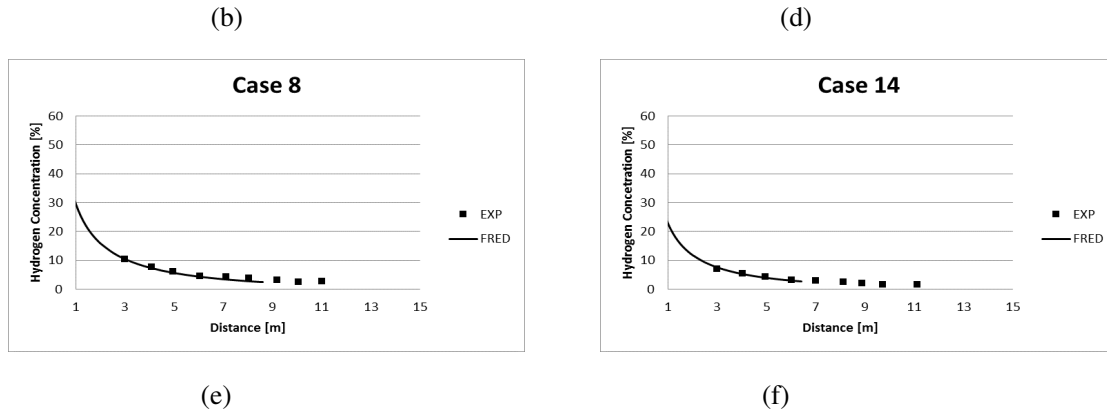 (b)
(d)
Case 8
Hydrogen Concentration [%]
60
50
40
30
20
10
0
1 3 5 7 9 11 13 15
Distance [m]
EXP
FRED
Case 14
Hydrogen Concetration [%]
60
50
40
30
20
10
0
1 3 5 7 9 11 13 15
Distance [m]
EXP
FRED
(e)
(f)